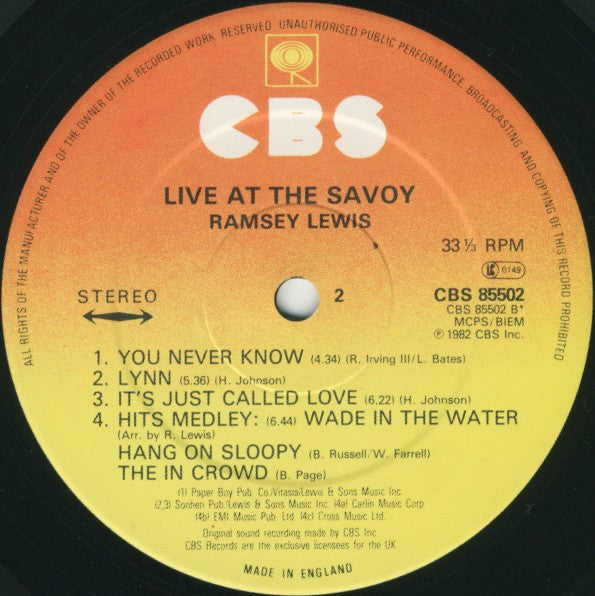 ALL RIGHTS OF THE MANUFACTURER AND OF THE OWNER OF THE RECORDED WORK RESERVED UNAUTHORISED PUBLIC PERFORMANCE, BROADCASTING AND COPYING OF THIS RECORD PROHIBITED
CBS
LIVE AT THE SAVOY
RAMSEY LEWIS
33 ⅓ RPM
0149
STEREO
2
CBS 85502
CBS 85502 B*
MCPS/BIEM
℗ 1982 CBS Inc.
1. YOU NEVER KNOW (4.34) (R. Irving III/L. Bates)
2. LYNN (5.36) (H. Johnson)
3. IT'S JUST CALLED LOVE (6.22) (H. Johnson)
4. HITS MEDLEY: (6.44) WADE IN THE WATER
(Arr. by R. Lewis)
HANG ON SLOOPY (B. Russell/W. Farrell)
THE IN CROWD (B. Page)
(1) Paper Boy Pub. Co./Vitasia/Lewis & Sons Music Inc.
(2,3) Sonhen Pub./Lewis & Sons Music Inc. (4a) Carlin Music Corp.
(4b) EMI Music Pub. Ltd. (4c) Cross Music Ltd.
Original sound recording made by CBS Inc.
CBS Records are the exclusive licensees for the UK
MADE IN ENGLAND